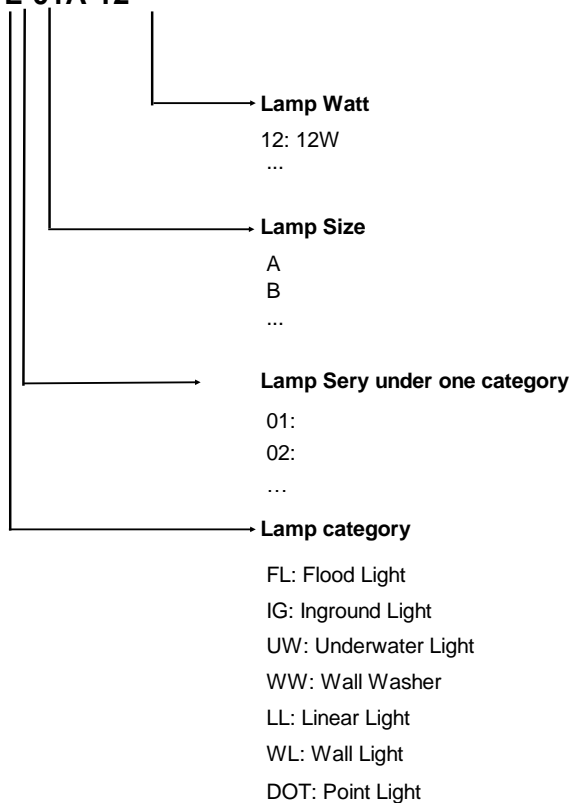 Lamp Watt
12: 12W
...
Lamp Size
A
B
...
Lamp Sery under one category
01:
02:
…
Lamp category
FL: Flood Light
IG: Inground Light
UW: Underwater Light
WW: Wall Washer
LL: Linear Light
WL: Wall Light
DOT: Point Light